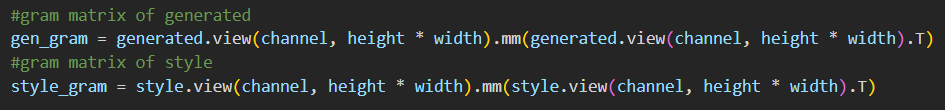 #gram matrix of generated
gen_gram = generated.view(channel, height * width).mm(generated.view(channel, height * width).T)
#gram matrix of style
style_gram = style.view(channel, height * width).mm(style.view(channel, height * width).T)